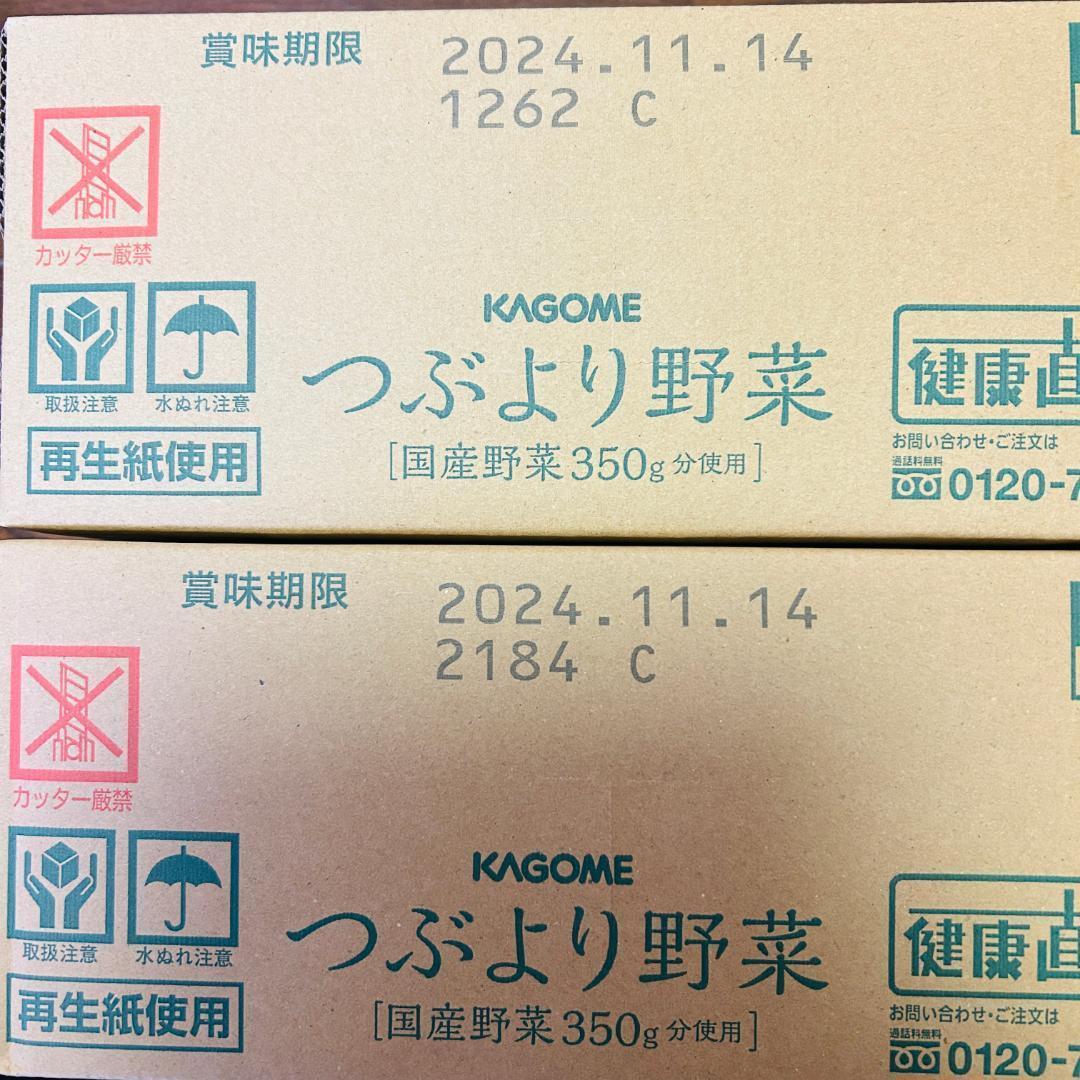 賞味期限
2024.11.14
1262 C
カッター厳禁
取扱注意
水ぬれ注意
再生紙使用
KAGOME
つぶより野菜
[国産野菜350g分使用]
健康直
お問い合わせ・ご注文は
通話料無料
0120-7
賞味期限
2024.11.14
2184 C
カッター厳禁
取扱注意
水ぬれ注意
再生紙使用
KAGOME
つぶより野菜
[国産野菜350g分使用]
健康直
お問い合わせ・ご注文は
通話料無料
0120-7